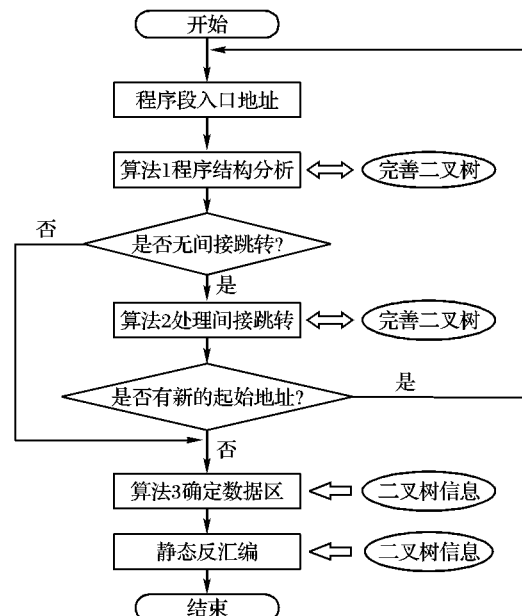 开始
程序段入口地址
算法1程序结构分析
完善二叉树
否
是否无间接跳转?
是
算法2处理间接跳转
完善二叉树
是否有新的起始地址?
是
否
算法3确定数据区
二叉树信息
静态反汇编
二叉树信息
结束